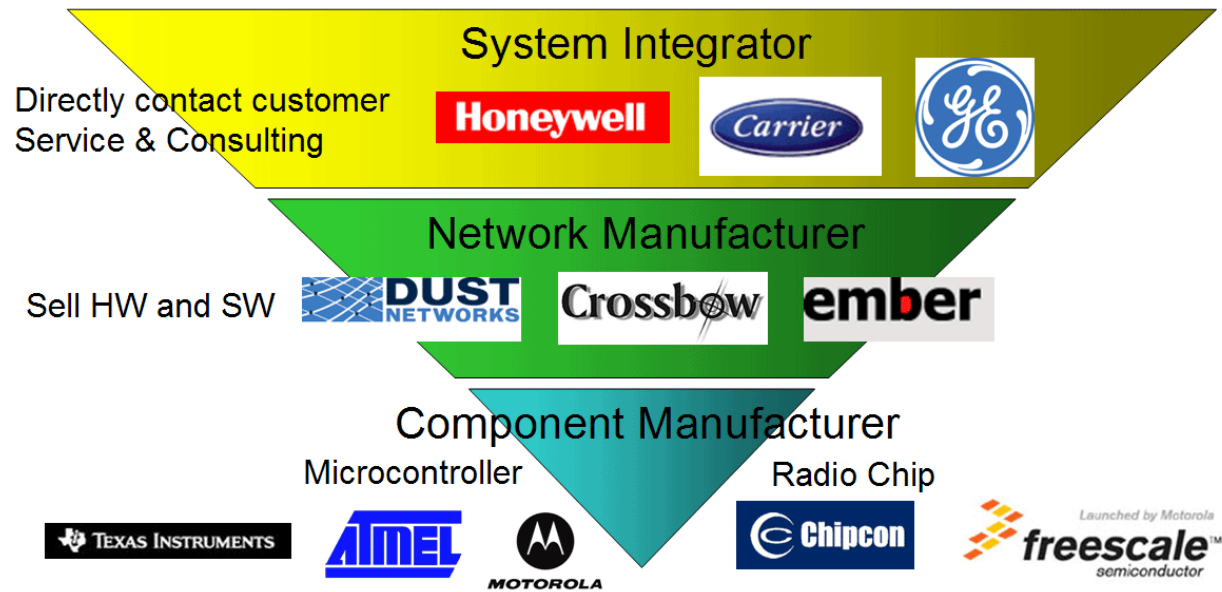 System Integrator
Directly contact customer
Service & Consulting
Honeywell
Carrier
GE
Network Manufacturer
Sell HW and SW
DUST
NETWORKS
Crossbow
ember
Component Manufacturer
Microcontroller
Radio Chip
TEXAS INSTRUMENTS
ATMEL
MOTOROLA
Chipcon
Launched by Motorola
freescale™
semiconductor